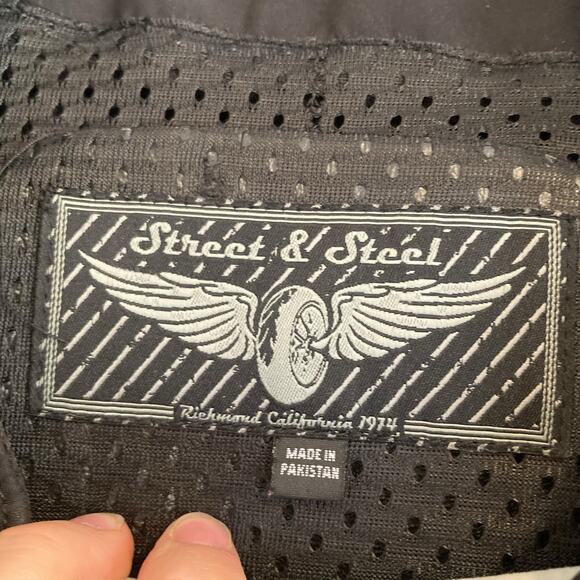 Street & Steel
Richmond California 1974
MADE IN
PAKISTAN